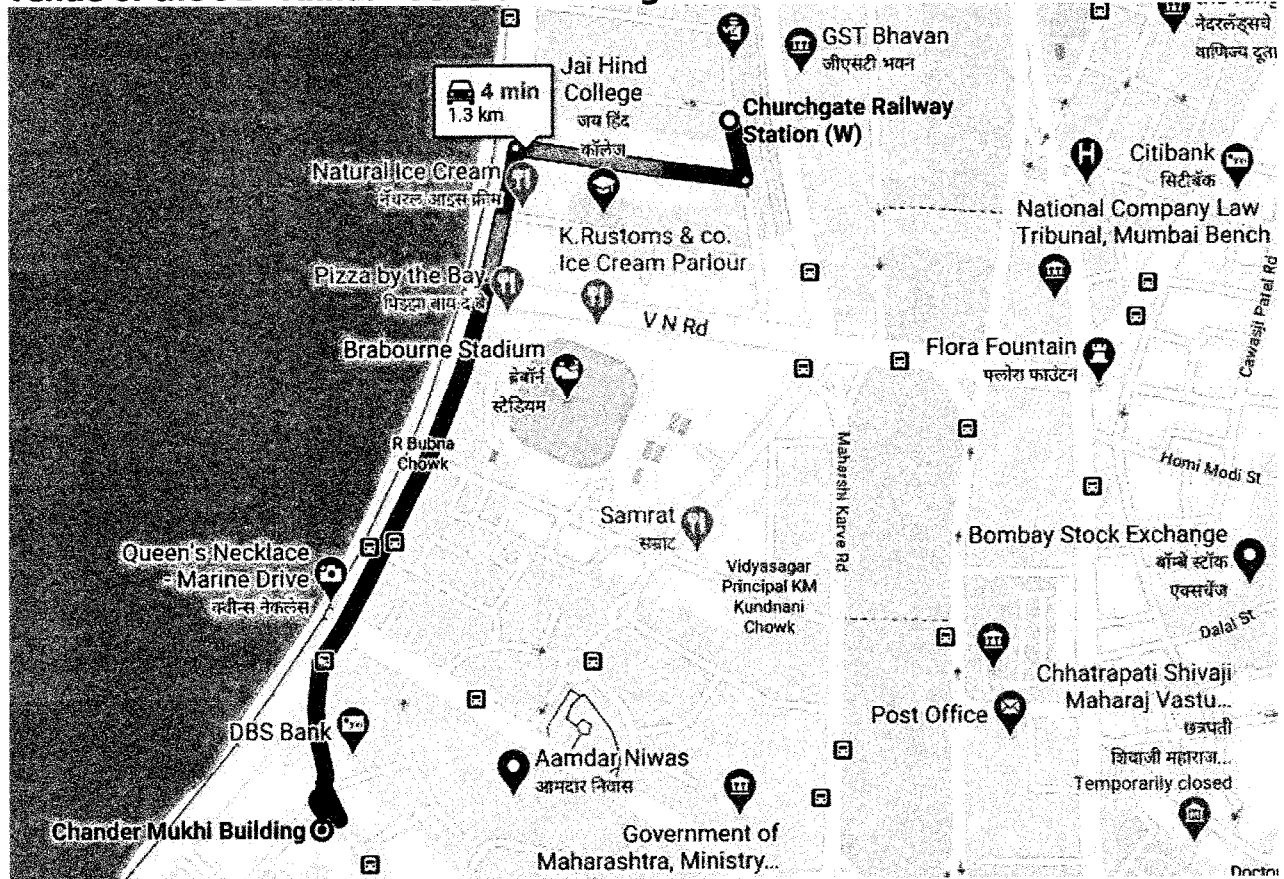 GST Bhavan
जीएसटी भवन
नेदरलँड्सचे
वाणिज्य दूता
Jai Hind
College
जय हिंद
कॉलेज
4 min
1.3 km
Churchgate Railway
Station (W)
Citibank
सिटीबँक
Natural Ice Cream
नॅचरल आइस क्रीम
National Company Law
Tribunal, Mumbai Bench
K.Rustoms & co.
Ice Cream Parlour
Pizza by the Bay
पिझ्झा बाय द बे
Cawasji Patel Rd
V N Rd
Brabourne Stadium
ब्रेबॉर्न
स्टेडियम
Flora Fountain
फ्लोरा फाउंटन
R Bubna
Chowk
Maharshi Karve Rd
Homi Modi St
Samrat
सम्राट
Bombay Stock Exchange
बॉम्बे स्टॉक
एक्सचेंज
Queen's Necklace
- Marine Drive
क्वीन्स नेकलेस
Vidyasagar
Principal KM
Kundnani
Chowk
Dalal St
Chhatrapati Shivaji
Maharaj Vastu...
छत्रपती
शिवाजी महाराज...
Temporarily closed
Post Office
DBS Bank
Aamdar Niwas
आमदार निवास
Chander Mukhi Building
Government of
Maharashtra, Ministry...